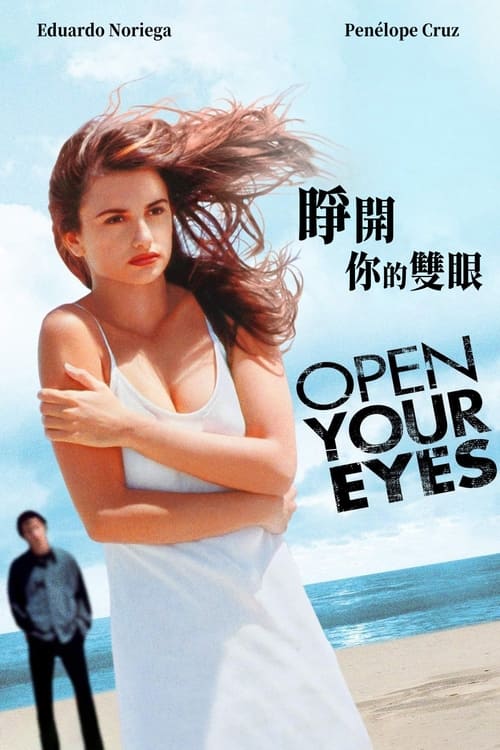 Eduardo Noriega
Penélope Cruz
睜開
你的雙眼
OPEN
YOUR
EYES